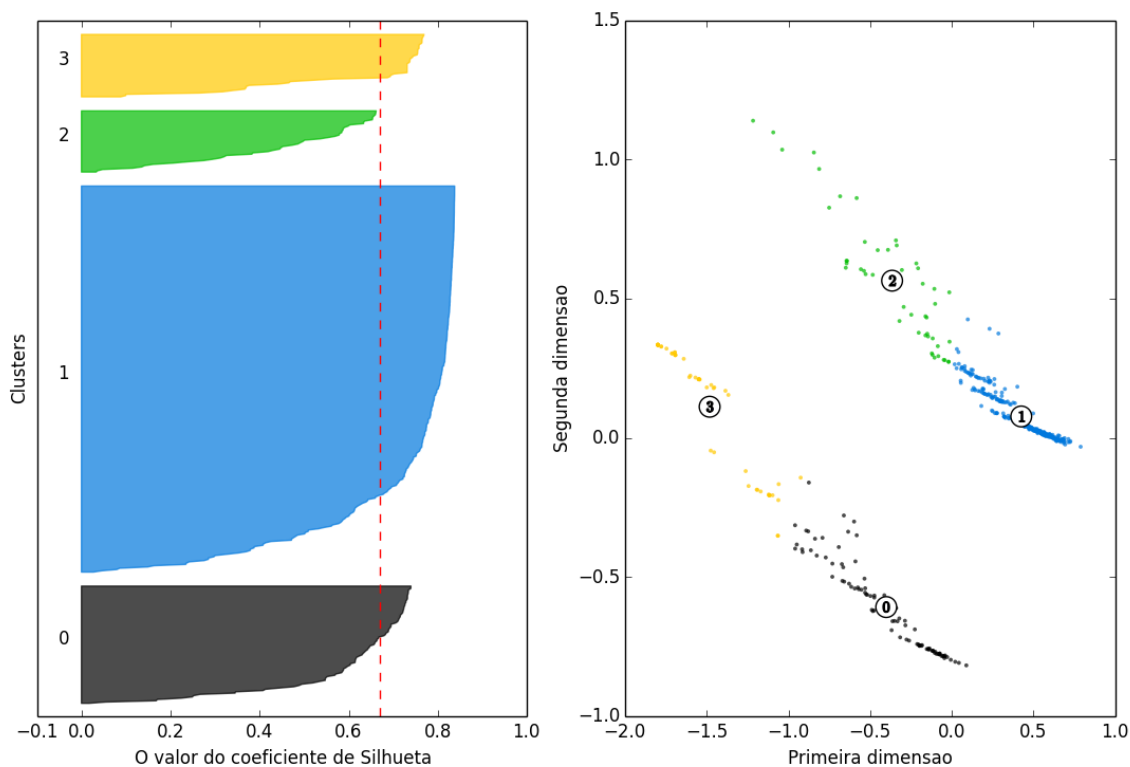 3
2
1
0
Clusters
−0.1 0.0 0.2 0.4 0.6 0.8 1.0
O valor do coeficiente de Silhueta
1.5
1.0
0.5
0.0
−0.5
−1.0
Segunda dimensao
2
1
3
0
−2.0 −1.5 −1.0 −0.5 0.0 0.5 1.0
Primeira dimensao